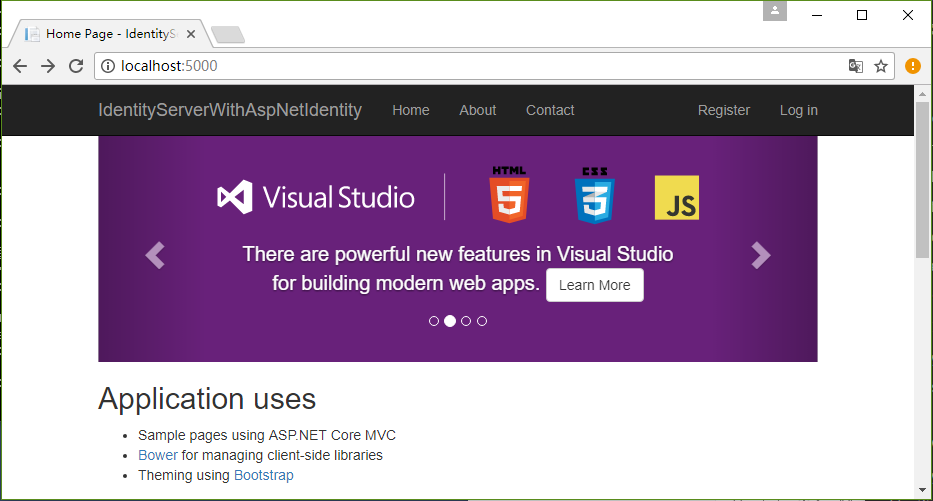 Home Page - IdentityS
localhost:5000
IdentityServerWithAspNetIdentity Home About Contact Register Log in
Visual Studio HTML 5 CSS 3 JS
There are powerful new features in Visual Studio
for building modern web apps. Learn More
Application uses
Sample pages using ASP.NET Core MVC
Bower for managing client-side libraries
Theming using Bootstrap